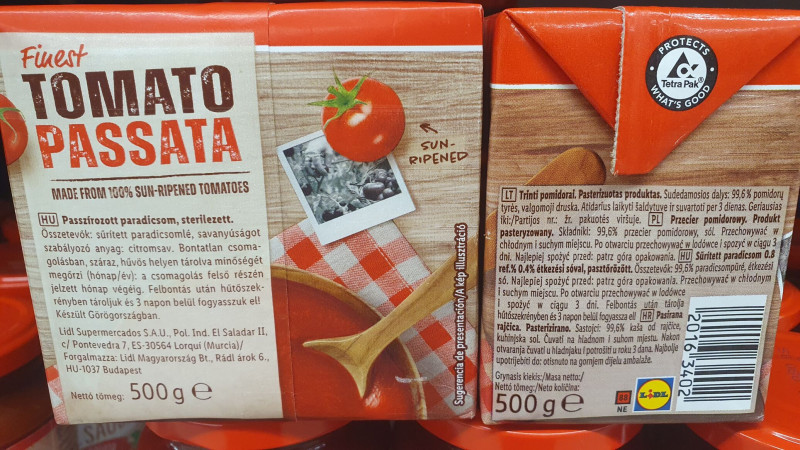 Finest
TOMATO
PASSATA
MADE FROM 100% SUN-RIPENED TOMATOES
SUN-
RIPENED
HU Passzírozott paradicsom, sterilezett.
Összetevők: sűrített paradicsomlé, savanyúságot
szabályozó anyag: citromsav. Bontatlan csoma-
golásban, száraz, hűvös helyen tárolva minőségét
megőrzi (hónap/év): a csomagolás felső részén
jelzett hónap végéig. Felbontás után hűtőszek-
rényben tároljuk és 3 napon belül fogyasszuk el!
Készült Görögországban.
Lidl Supermercados S.A.U., Pol. Ind. El Saladar II,
c/ Pontevedra 7, ES-30564 Lorquí (Murcia)/
Forgalmazza: Lidl Magyarország Bt., Rádl árok 6.,
HU-1037 Budapest
Nettó tömeg: 500 g e
Sugerencia de presentación/A kép illusztráció
PROTECTS
Tetra Pak®
WHAT'S GOOD
LT Trinti pomidorai. Pasterizuotas produktas. Sudedamosios dalys: 99,6% pomidorų
tyrės, valgomoji druska. Atidarius laikyti šaldytuve ir suvartoti per 3 dienas. Geriausias
iki:/Partijos nr.: žr. pakuotės viršuje. PL Przecier pomidorowy. Produkt
pasteryzowany. Składniki: 99,6% przecier pomidorowy, sól. Przechowywać w
chłodnym i suchym miejscu. Po otwarciu przechowywać w lodówce i spożyć w ciągu 3
dni. Najlepiej spożyć przed: patrz góra opakowania. HU Sűrített paradicsom 0.8
ref.% 0.4% étkezési sóval, pasztőrözött. Összetevők: 99,6% paradicsompüré, étkezési
só. Najlepiej spożyć przed: patrz góra opakowania. Przechowywać w chłodnym
i suchym miejscu. Po otwarciu przechowywać w lodówce
i spożyć w ciągu 3 dni. Felbontás után tárolja
hűtőszekrényben és 3 napon belül fogyassza el! HR Pasirana
rajčica. Pasterizirano. Sastojci: 99,6% kaša od rajčice,
kuhinjska sol. Čuvati na hladnom i suhom mjestu. Nakon
otvaranja čuvati u hladnjaku i potrošiti u roku 3 dana. Najbolje
upotrijebiti do: otisnuto na gornjem dijelu ambalaže.
Grynasis kiekis:/Masa netto:/
Nettó tömeg:/Neto količina:
500 g e
NE
LIDL
2016 3402